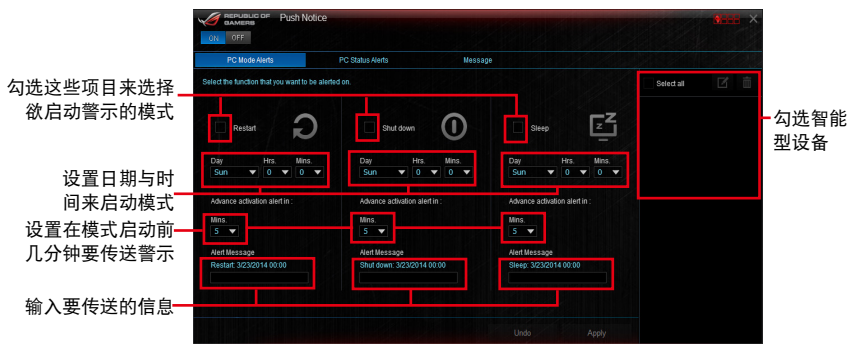 REPUBLIC OF GAMERS
Push Notice
ON OFF
PC Mode Alerts
PC Status Alerts
Message
Select the function that you want to be alerted on.
Select all
勾选这些项目来选择
欲启动警示的模式
Restart
Shut down
Sleep
zZ
勾选智能
型设备
Day Hrs. Mins.
Sun 0 0
Day Hrs. Mins.
Sun 0 0
Day Hrs. Mins.
Sun 0 0
设置日期与时
间来启动模式
Advance activation alert in :
Advance activation alert in :
Advance activation alert in :
设置在模式启动前
几分钟要传送警示
Mins.
5
Mins.
5
Mins.
5
Alert Message
Restart: 3/23/2014 00:00
Alert Message
Shut down: 3/23/2014 00:00
Alert Message
Sleep: 3/23/2014 00:00
输入要传送的信息
Undo
Apply